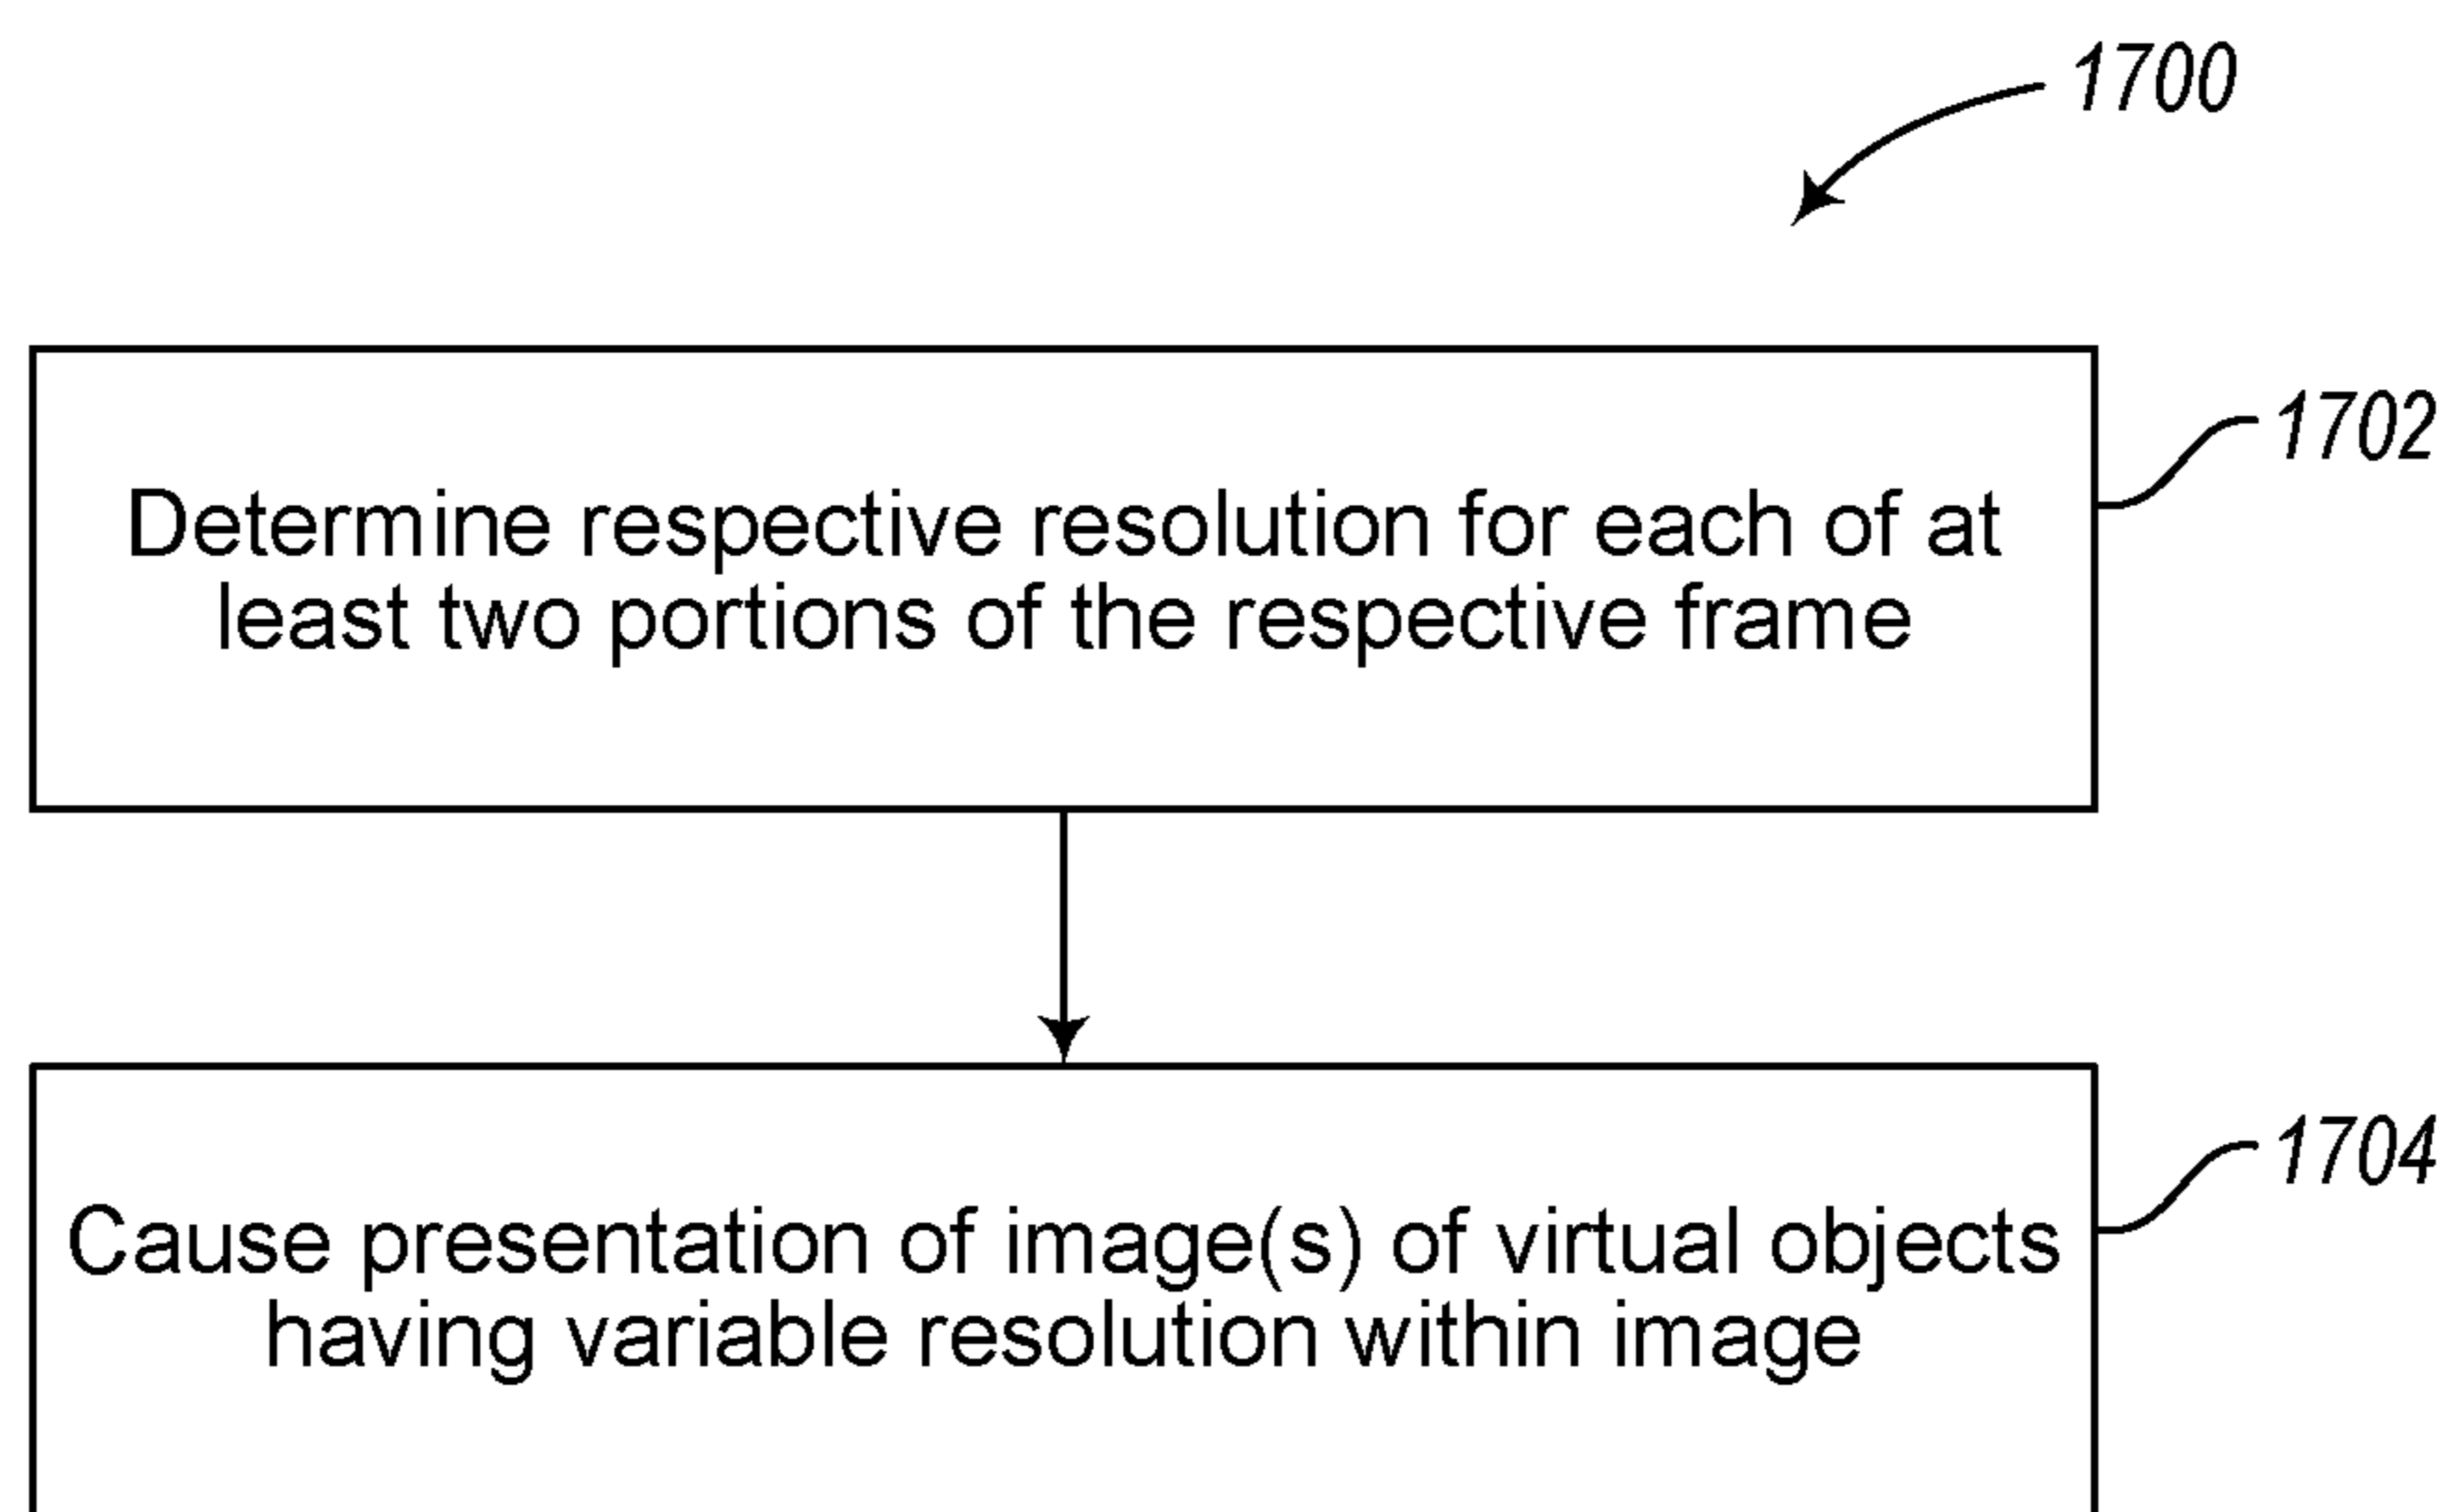 1700
1702
Determine respective resolution for each of at
least two portions of the respective frame
1704
Cause presentation of image(s) of virtual objects
having variable resolution within image